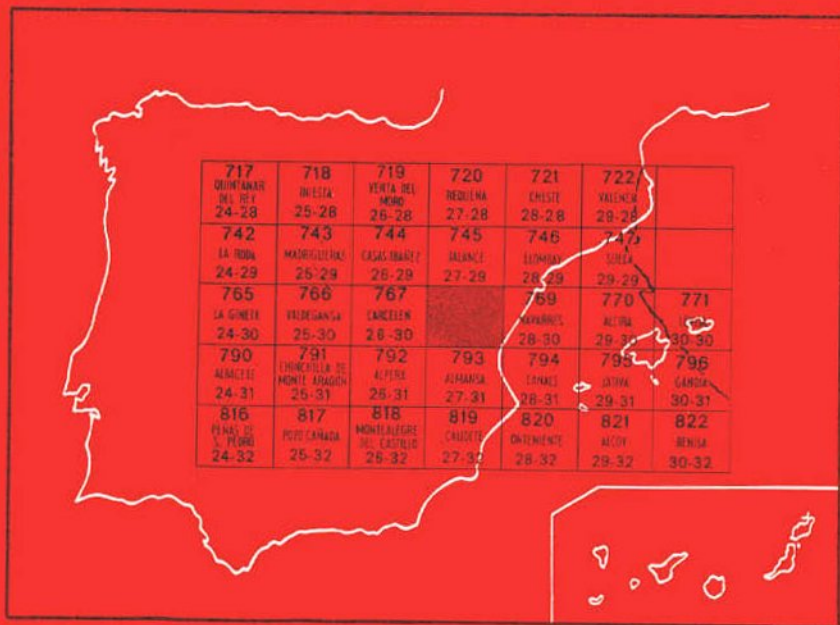 717 718 719 720 721 722
QUINTANAR DEL REY INIESTA VENTA DEL MORO REQUENA CHESTE VALENCIA
24-28 25-28 26-28 27-28 28-28 29-28
742 743 744 745 746 747
LA RODA MADRIGUERAS CASAS IBAÑEZ JALANCE LLOMBAY SUECA
24-29 25-29 26-29 27-29 28-29 29-29
765 766 767 769 770 771
LA GINETA VALDEGANGA CARCELEN NAVARRES ALCIRA
24-30 25-30 26-30 28-30 29-30 30-30
790 791 792 793 794 795 796
ALBACETE CHINCHILLA DE MONTE ARAGON ALPERA ALMANSA CANALS JATIVA GANDIA
24-31 25-31 26-31 27-31 28-31 29-31 30-31
816 817 818 819 820 821 822
PEÑAS DE S. PEDRO POZO CAÑADA MONTEALEGRE DEL CASTILLO CAUDETE ONTENIENTE ALCOY BENISA
24-32 25-32 26-32 27-32 28-32 29-32 30-32